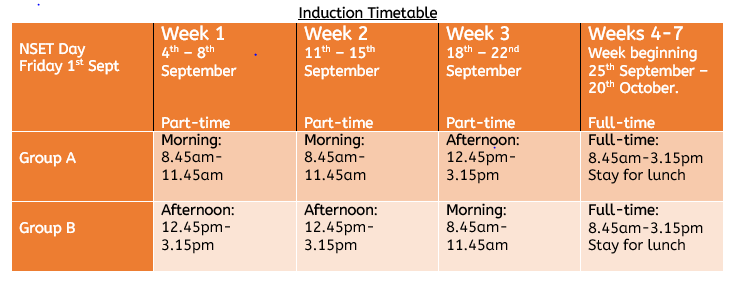 Induction Timetable
NSET Day
Friday 1st Sept
Week 1
4th – 8th
September
Part-time
Week 2
11th – 15th
September
Part-time
Week 3
18th – 22nd
September
Part-time
Weeks 4-7
Week beginning
25th September –
20th October.
Full-time
Group A
Morning:
8.45am-
11.45am
Morning:
8.45am-
11.45am
Afternoon:
12.45pm-
3.15pm
Full-time:
8.45am-3.15pm
Stay for lunch
Group B
Afternoon:
12.45pm-
3.15pm
Afternoon:
12.45pm-
3.15pm
Morning:
8.45am-
11.45am
Full-time:
8.45am-3.15pm
Stay for lunch